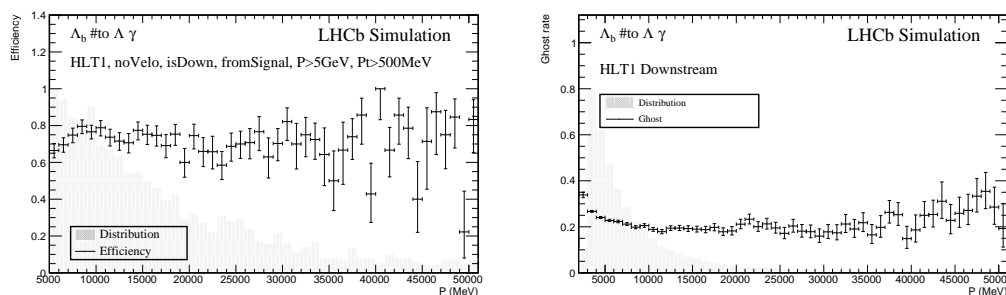 Efficiency
1.4
1.2
1
0.8
0.6
0.4
0.2
0
Λb #to Λ γ
LHCb Simulation
HLT1, noVelo, isDown, fromSignal, P>5GeV, Pt>500MeV
Distribution
Efficiency
5000 10000 15000 20000 25000 30000 35000 40000 45000 50000
P (MeV)
Ghost rate
1
0.8
0.6
0.4
0.2
0
Λb #to Λ γ
LHCb Simulation
HLT1 Downstream
Distribution
Ghost
5000 10000 15000 20000 25000 30000 35000 40000 45000 50000
P (MeV)